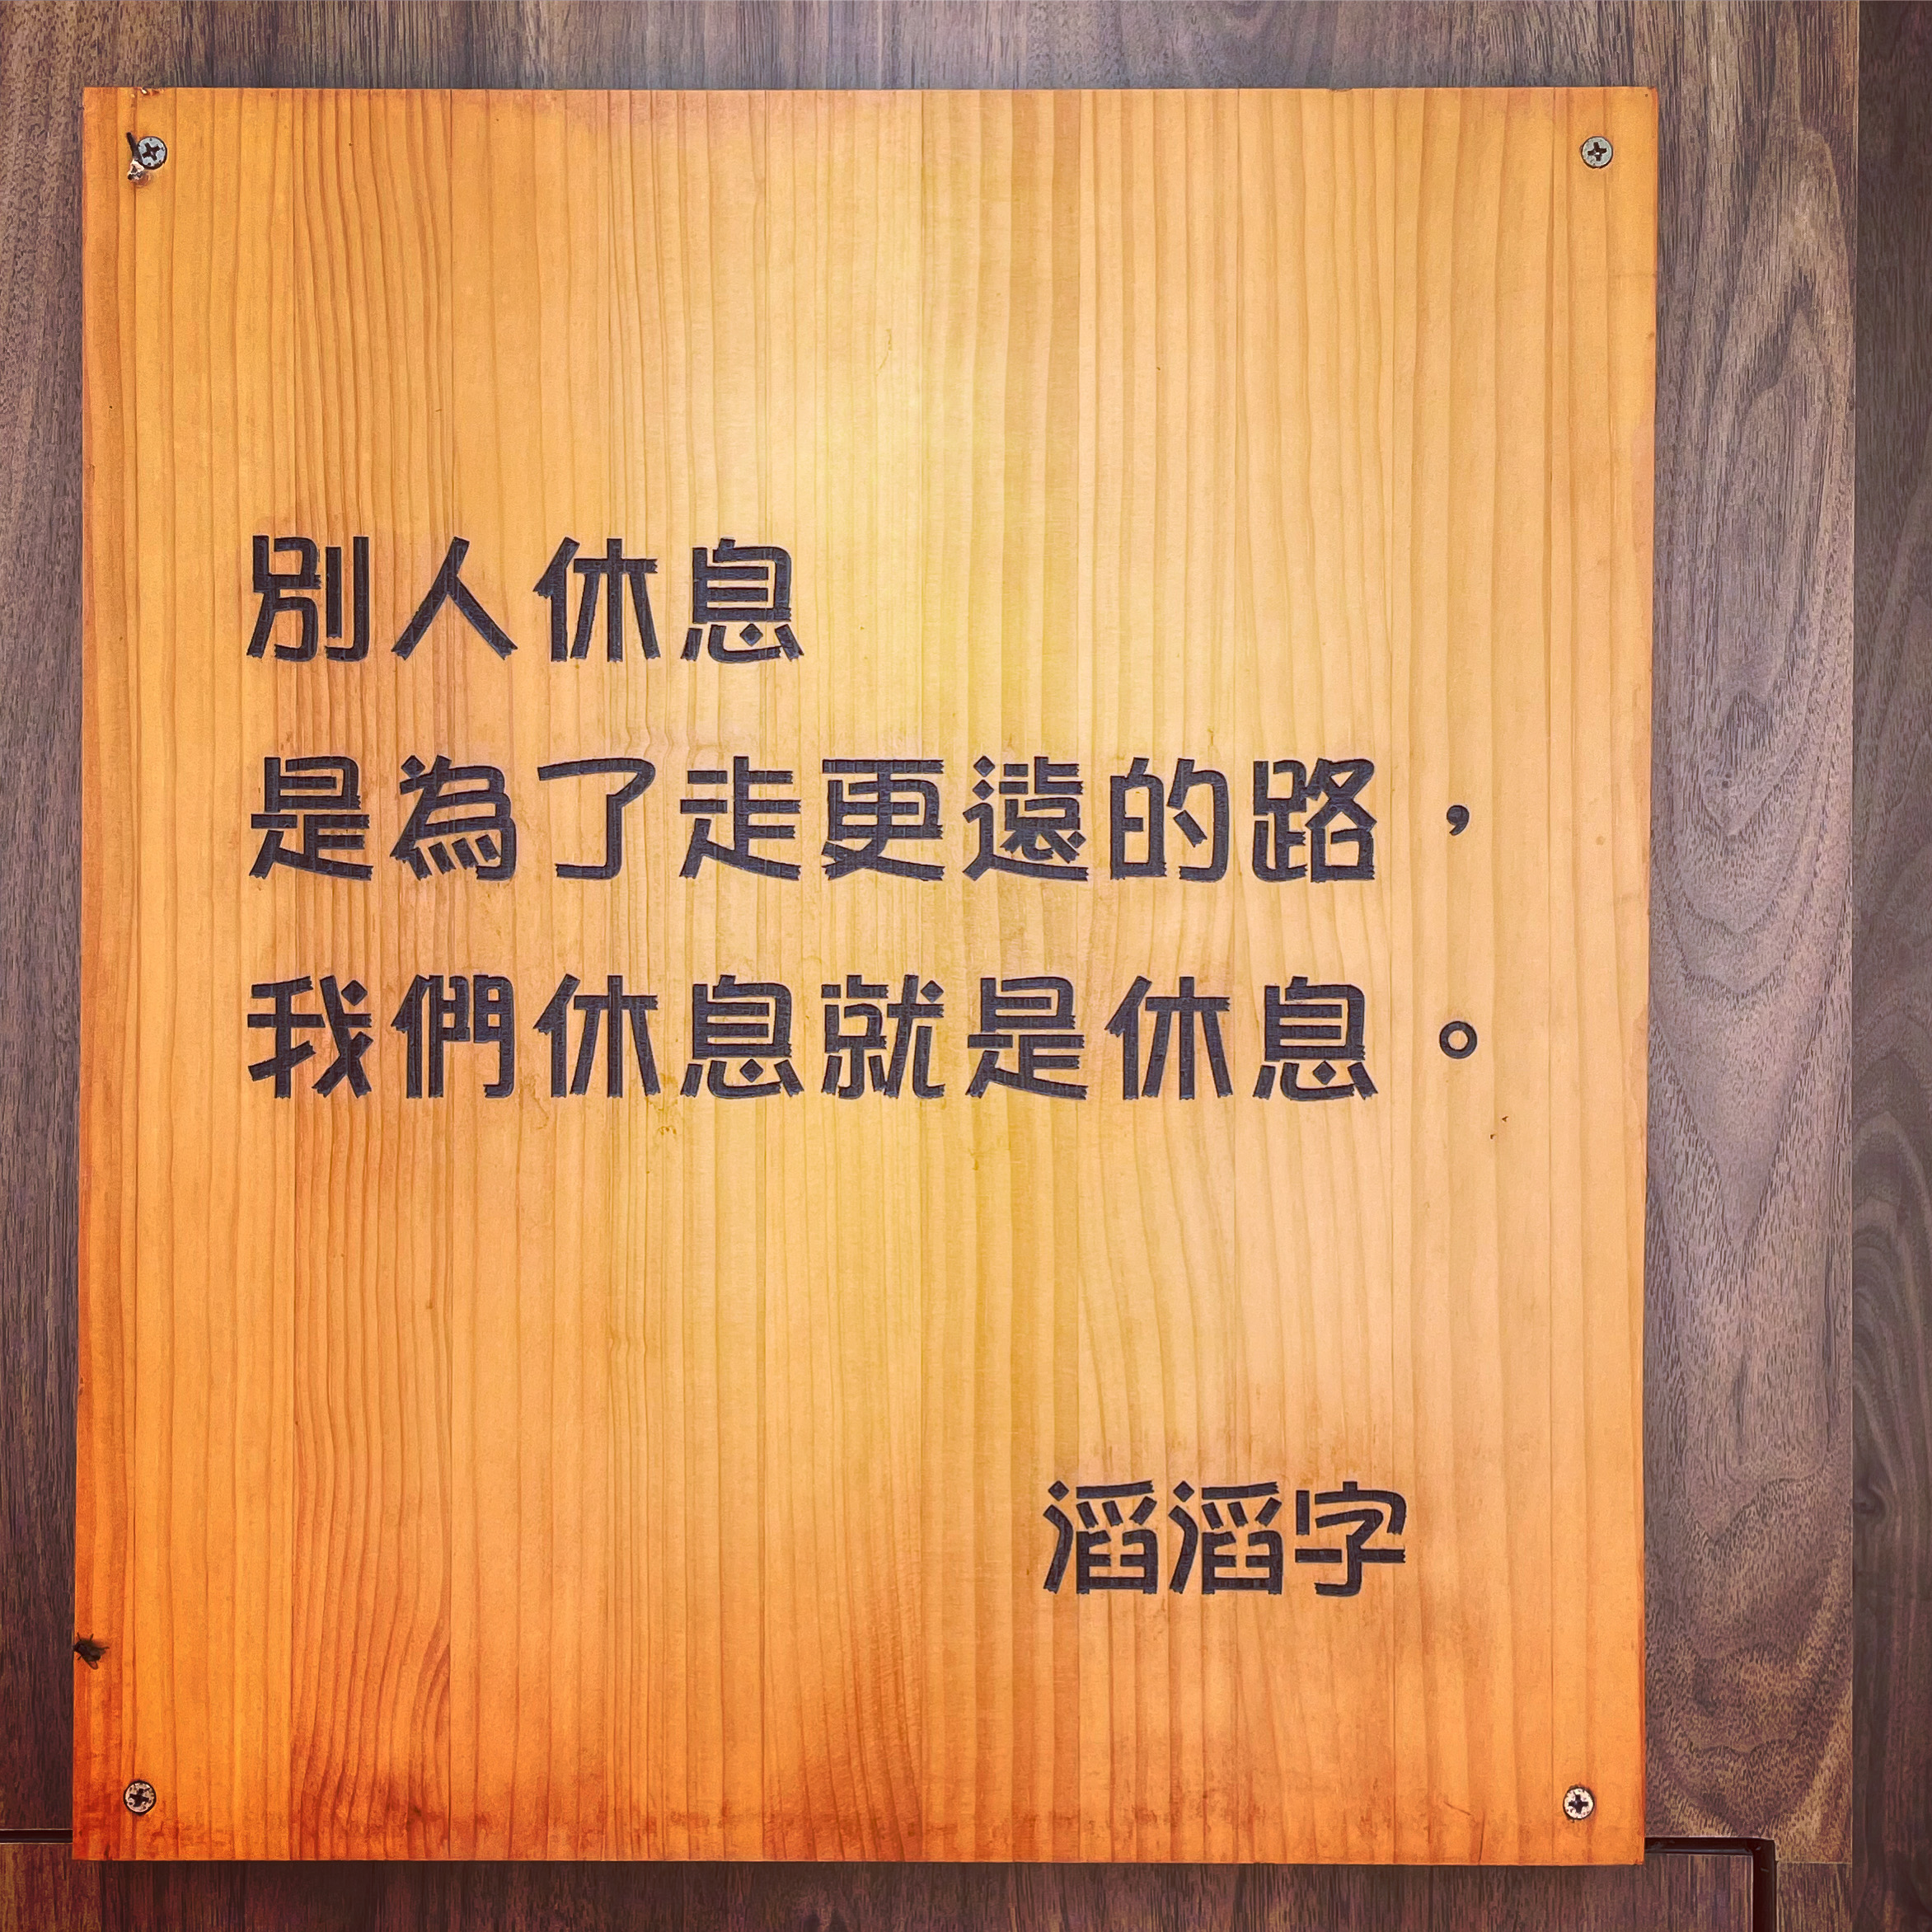 別人休息
是為了走更遠的路，
我們休息就是休息。
滔滔字